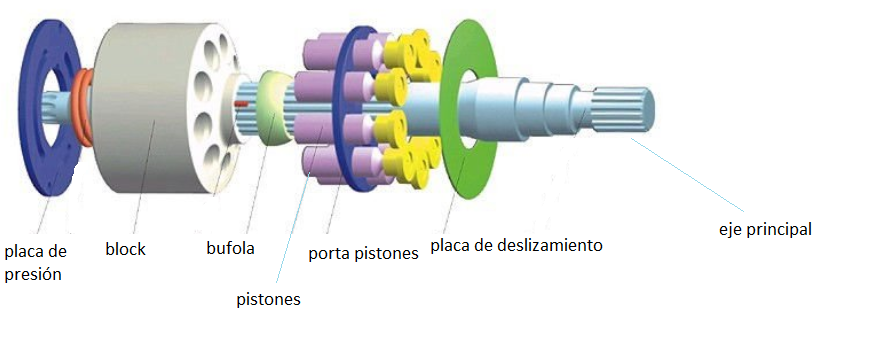 placa de
presión
block
bufola
pistones
porta pistones
placa de deslizamiento
eje principal